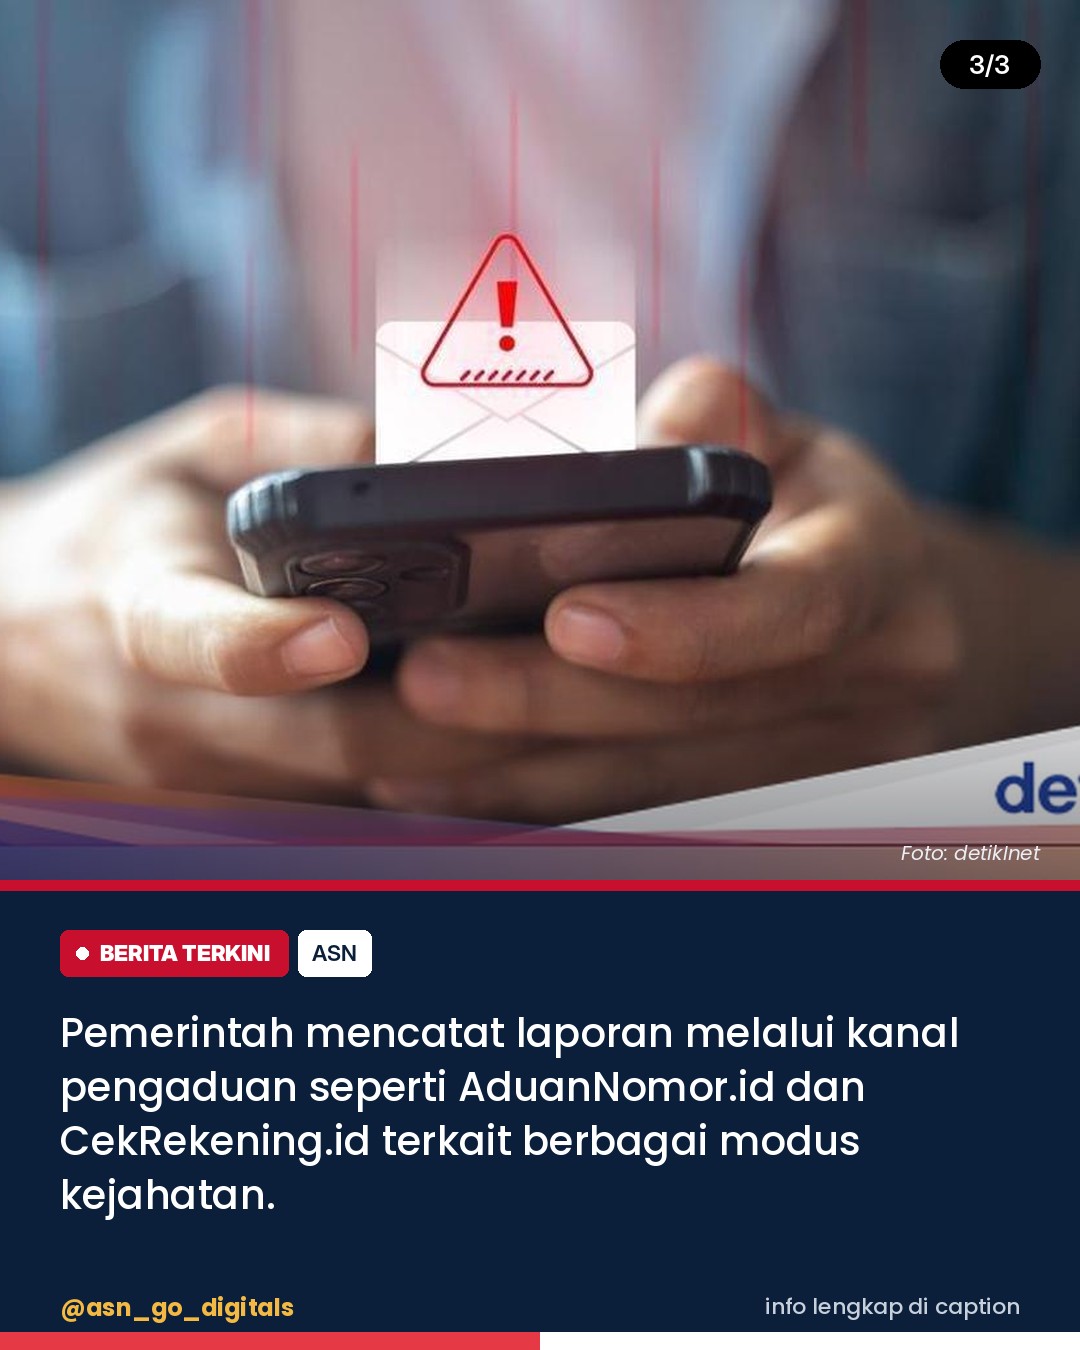 3/3
de
Foto: detikInet
BERITA TERKINI
ASN
Pemerintah mencatat laporan melalui kanal
pengaduan seperti AduanNomor.id dan
CekRekening.id terkait berbagai modus
kejahatan.
@asn_go_digitals
info lengkap di caption